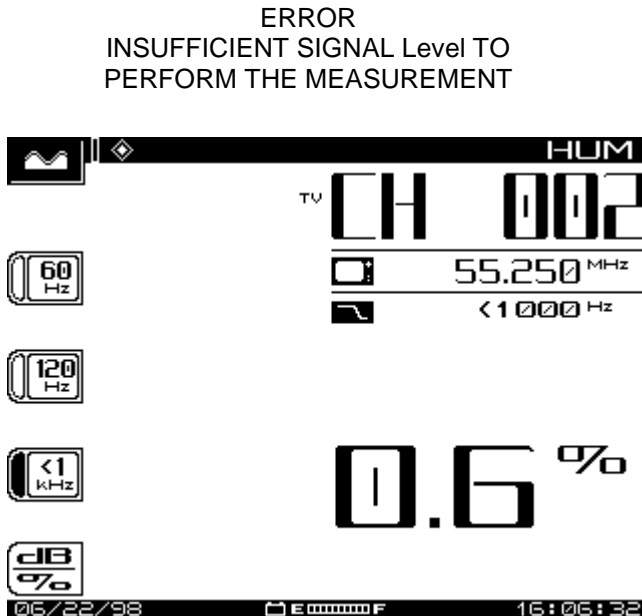 ERROR
INSUFFICIENT SIGNAL Level TO
PERFORM THE MEASUREMENT
HUM
TV CH 002
55.250 MHz
<1000 Hz
60 Hz
120 Hz
<1 kHz
0.6 %
dB %
06/22/98 E F 16:06:32